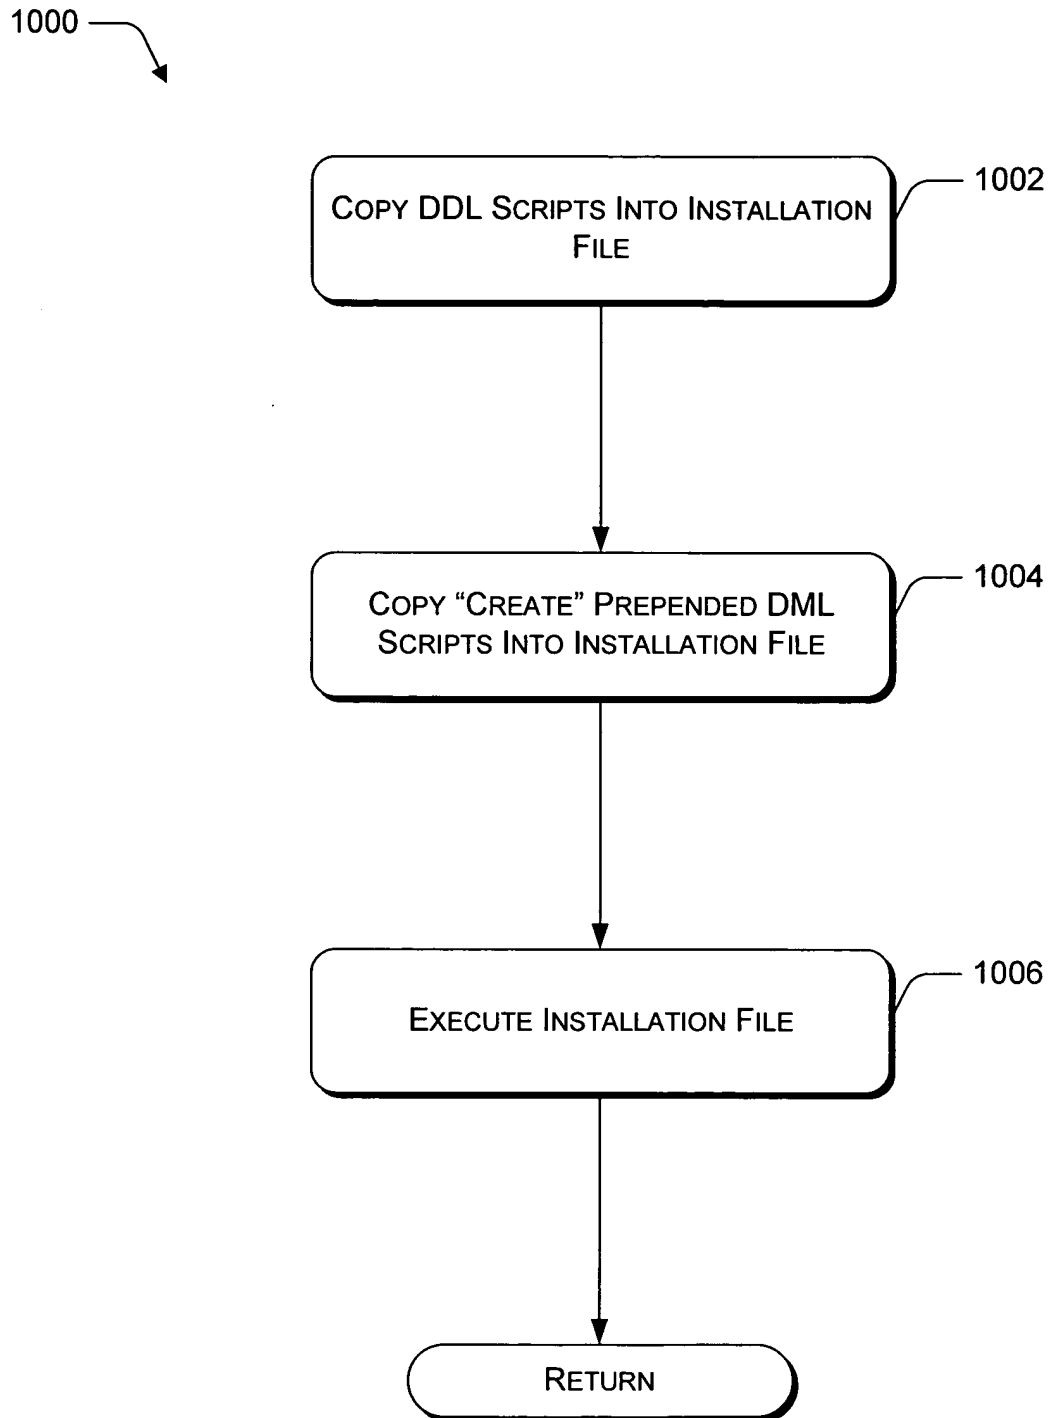 1000
COPY DDL SCRIPTS INTO INSTALLATION
FILE
1002
COPY “CREATE” PREPENDED DML
SCRIPTS INTO INSTALLATION FILE
1004
EXECUTE INSTALLATION FILE
1006
RETURN